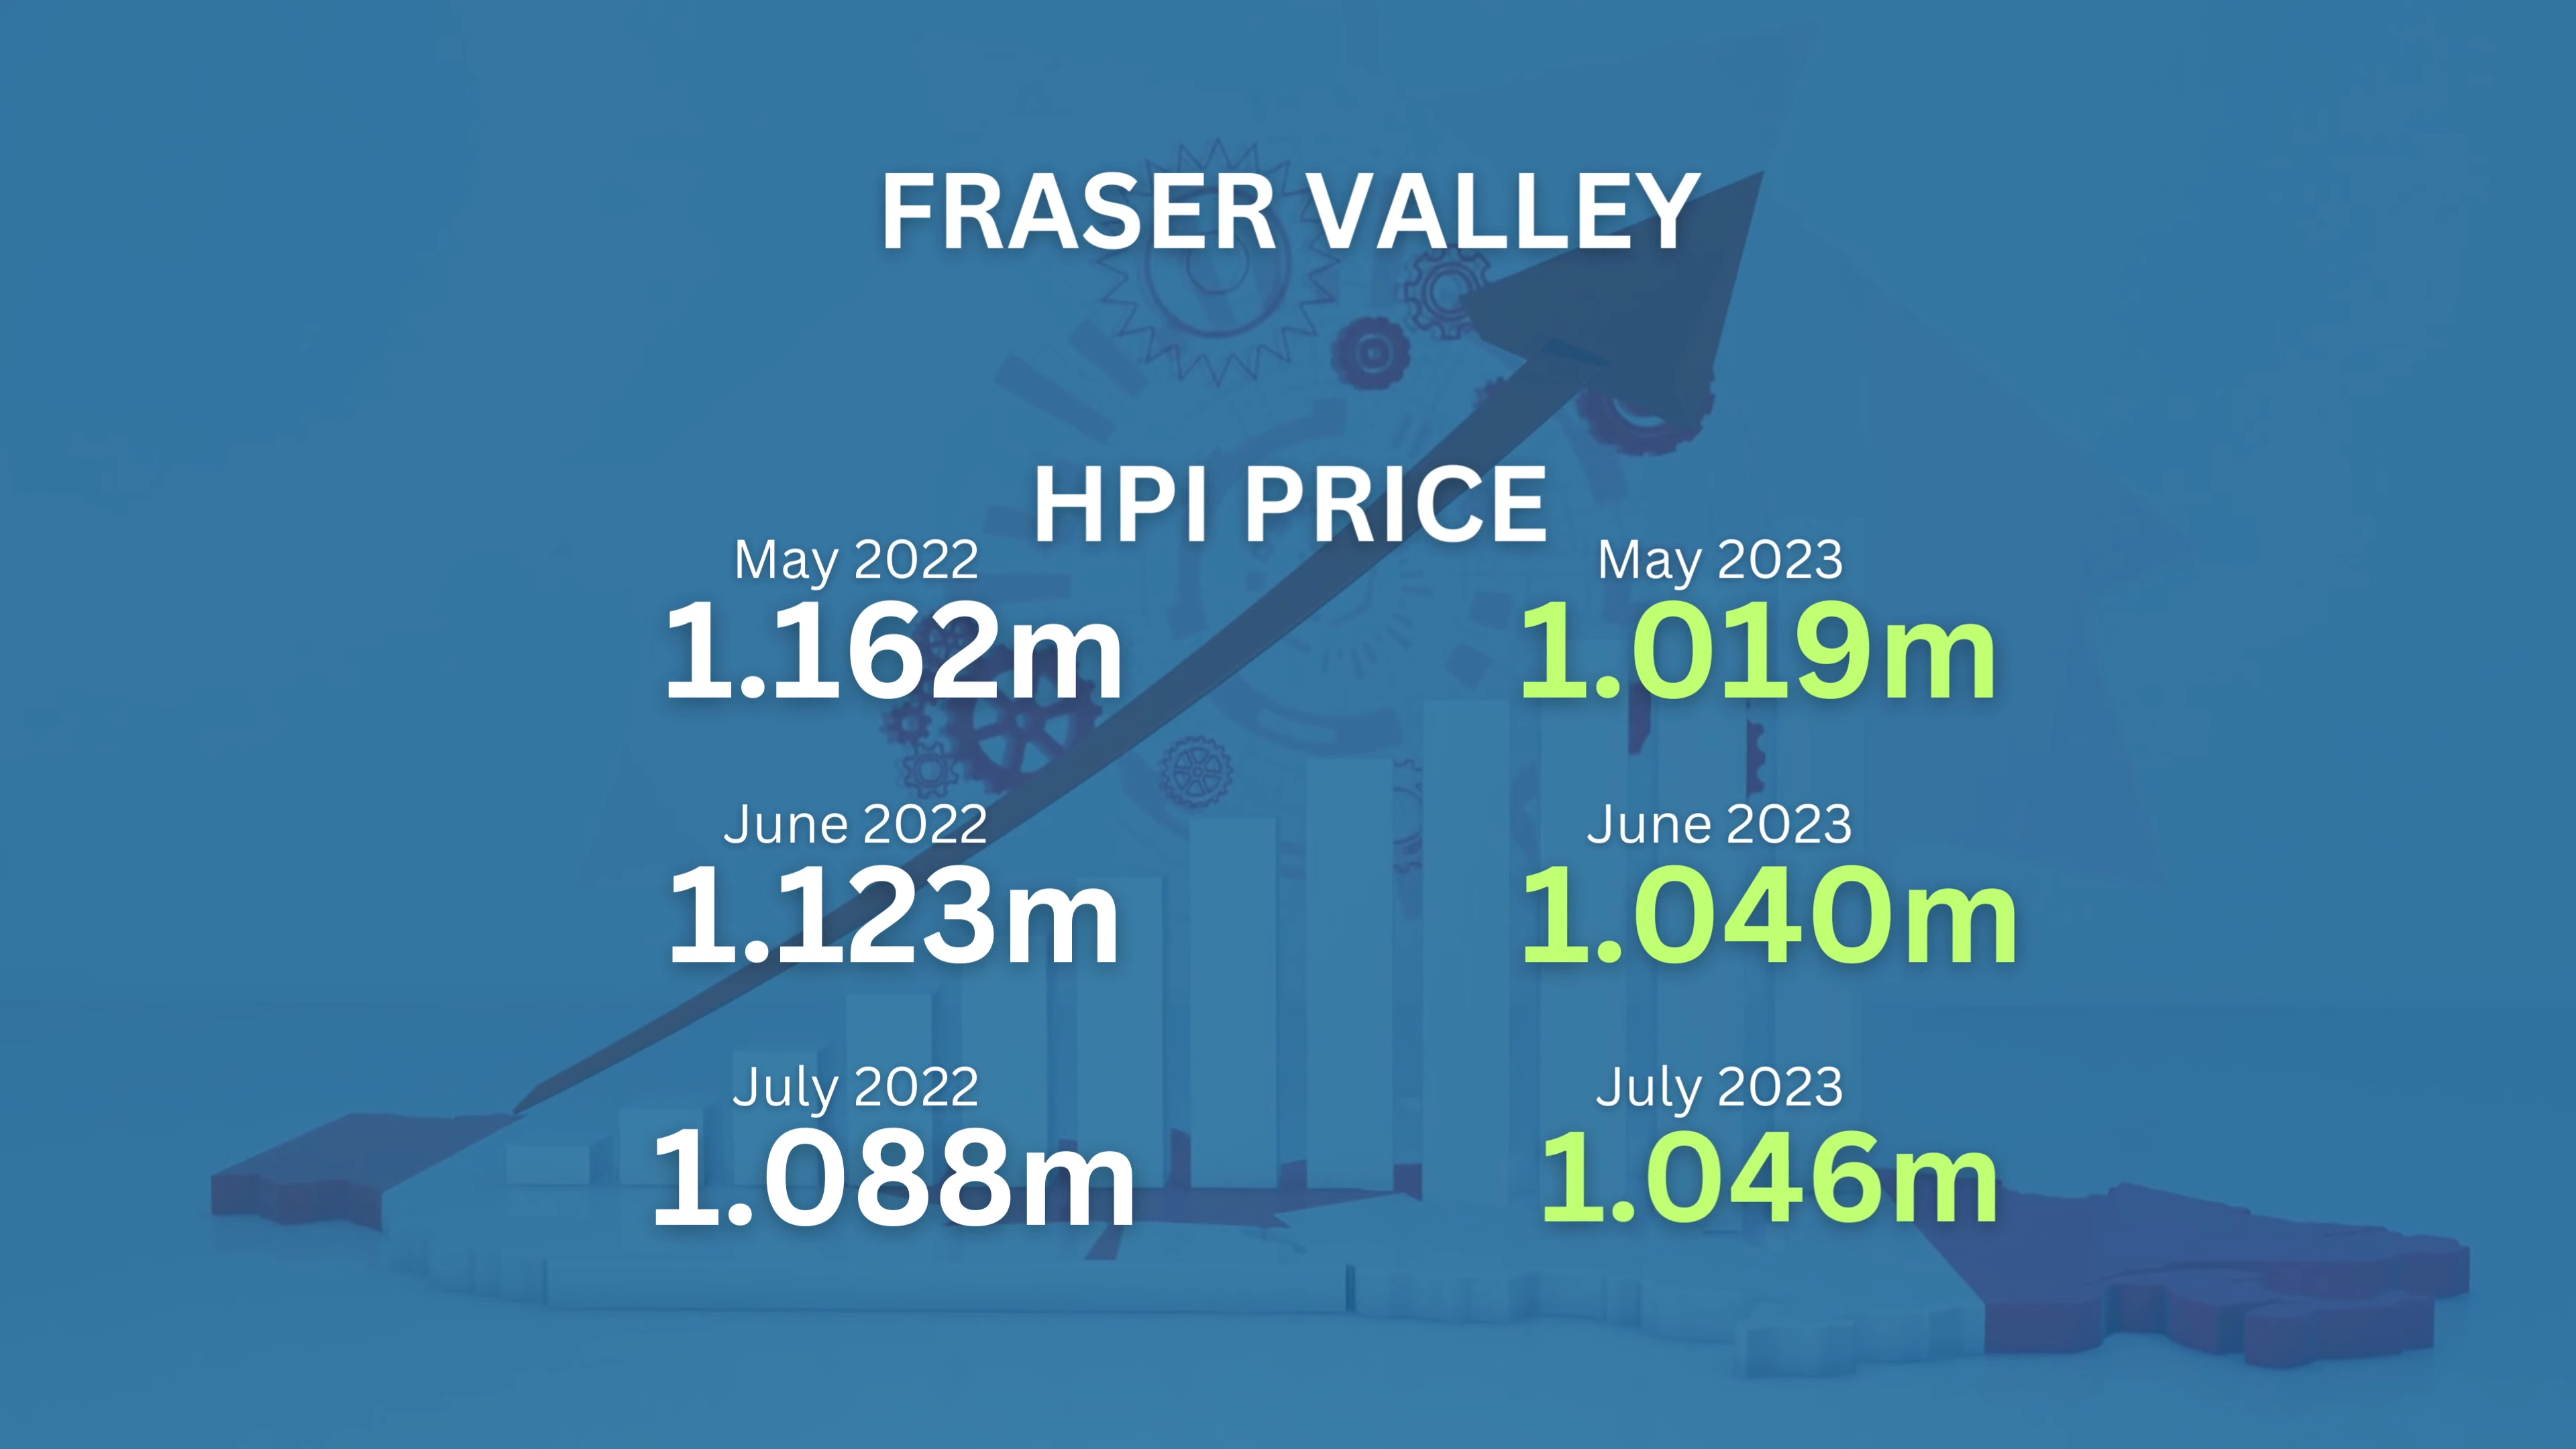 FRASER VALLEY
HPI PRICE
May 2022
May 2023
1.162m
1.019m
June 2022
June 2023
1.123m
1.040m
July 2022
July 2023
1.088m
1.046m